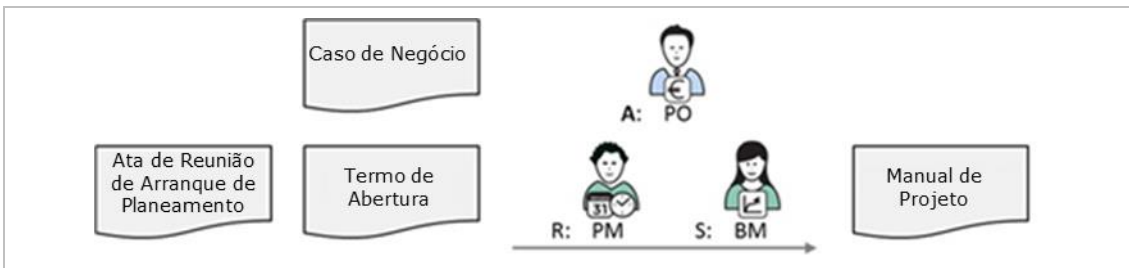 Caso de Negócio
€
A: PO
Ata de Reunião
de Arranque de
Planeamento
Termo de
Abertura
31
R: PM
S: BM
Manual de
Projeto